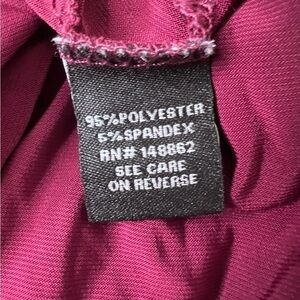 95%POLYESTER
5%SPANDEX
RN# 148862
SEE CARE
ON REVERSE